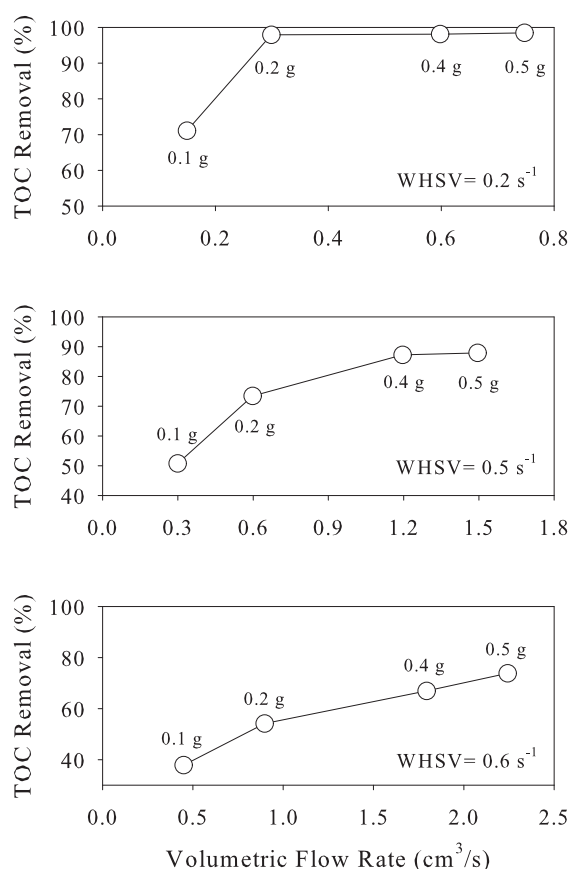 100
90
80
70
60
50
TOC Removal (%)
0.1 g
0.2 g
0.4 g
0.5 g
WHSV= 0.2 s⁻¹
0.0 0.2 0.4 0.6 0.8
100
90
80
70
60
50
40
TOC Removal (%)
0.1 g
0.2 g
0.4 g
0.5 g
WHSV= 0.5 s⁻¹
0.0 0.3 0.6 0.9 1.2 1.5 1.8
100
80
60
40
TOC Removal (%)
0.1 g
0.2 g
0.4 g
0.5 g
WHSV= 0.6 s⁻¹
0.0 0.5 1.0 1.5 2.0 2.5
Volumetric Flow Rate (cm³/s)